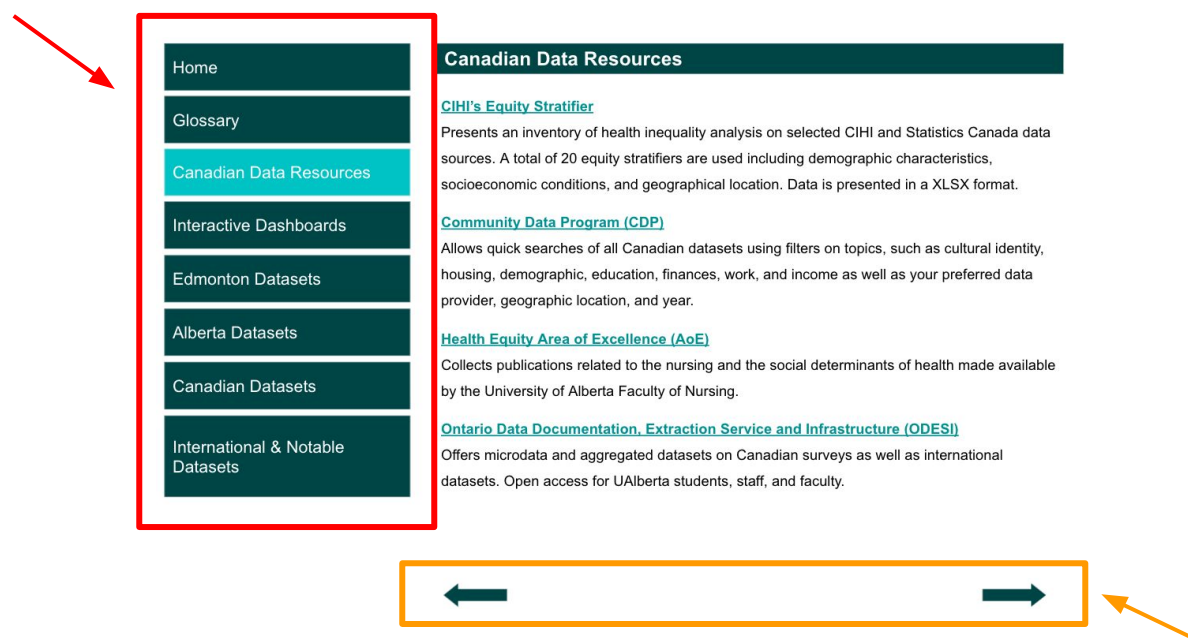 Home
Glossary
Canadian Data Resources
Interactive Dashboards
Edmonton Datasets
Alberta Datasets
Canadian Datasets
International & Notable
Datasets
Canadian Data Resources
CIHI's Equity Stratifier
Presents an inventory of health inequality analysis on selected CIHI and Statistics Canada data
sources. A total of 20 equity stratifiers are used including demographic characteristics,
socioeconomic conditions, and geographical location. Data is presented in a XLSX format.
Community Data Program (CDP)
Allows quick searches of all Canadian datasets using filters on topics, such as cultural identity,
housing, demographic, education, finances, work, and income as well as your preferred data
provider, geographic location, and year.
Health Equity Area of Excellence (AoE)
Collects publications related to the nursing and the social determinants of health made available
by the University of Alberta Faculty of Nursing.
Ontario Data Documentation, Extraction Service and Infrastructure (ODESI)
Offers microdata and aggregated datasets on Canadian surveys as well as international
datasets. Open access for UAlberta students, staff, and faculty.